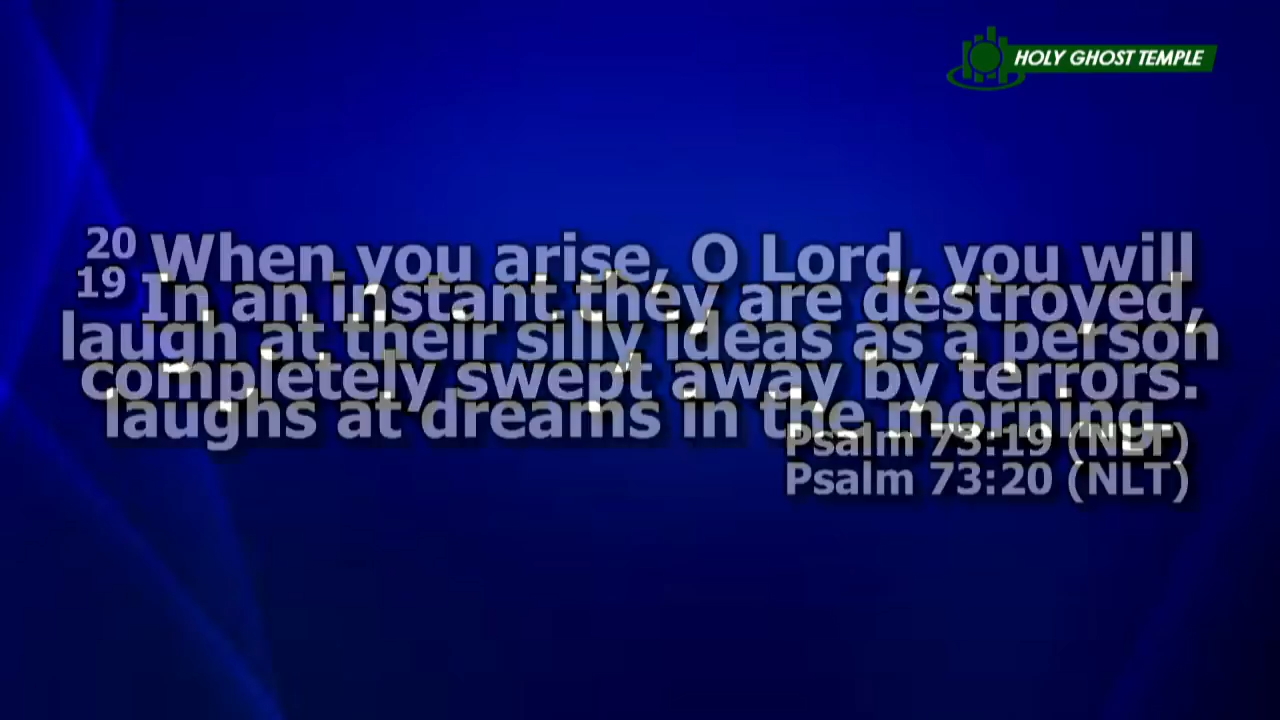 HOLY GHOST TEMPLE
20 When you arise, O Lord, you will
19 In an instant they are destroyed,
laugh at their silly ideas as a person
completely swept away by terrors.
laughs at dreams in the morning.
Psalm 73:19 (NLT)
Psalm 73:20 (NLT)